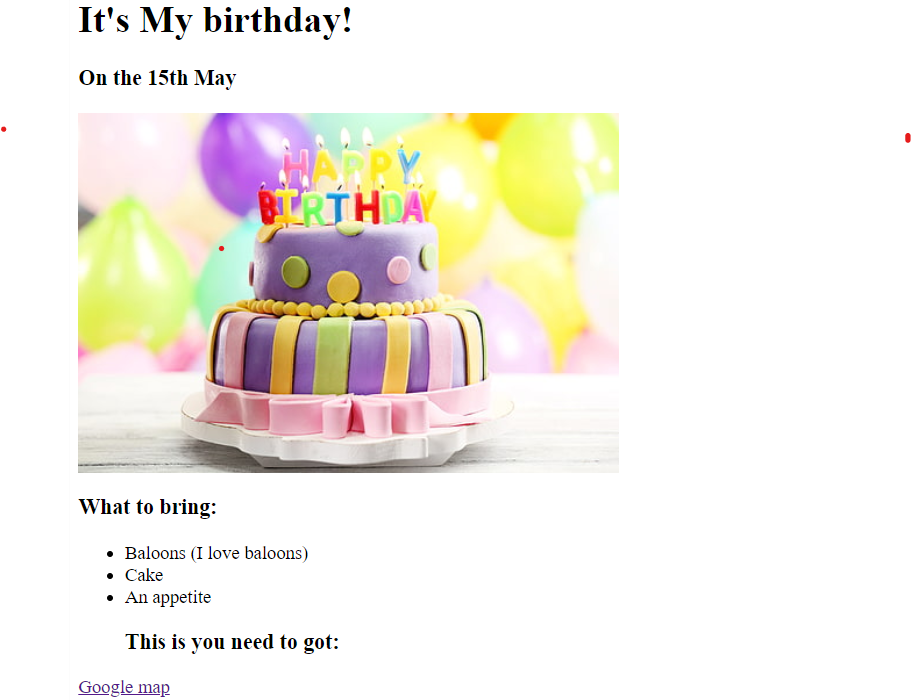 It's My birthday!
On the 15th May
HAPPY
BIRTHDAY
What to bring:
Baloons (I love baloons)
Cake
An appetite
This is you need to got:
Google map